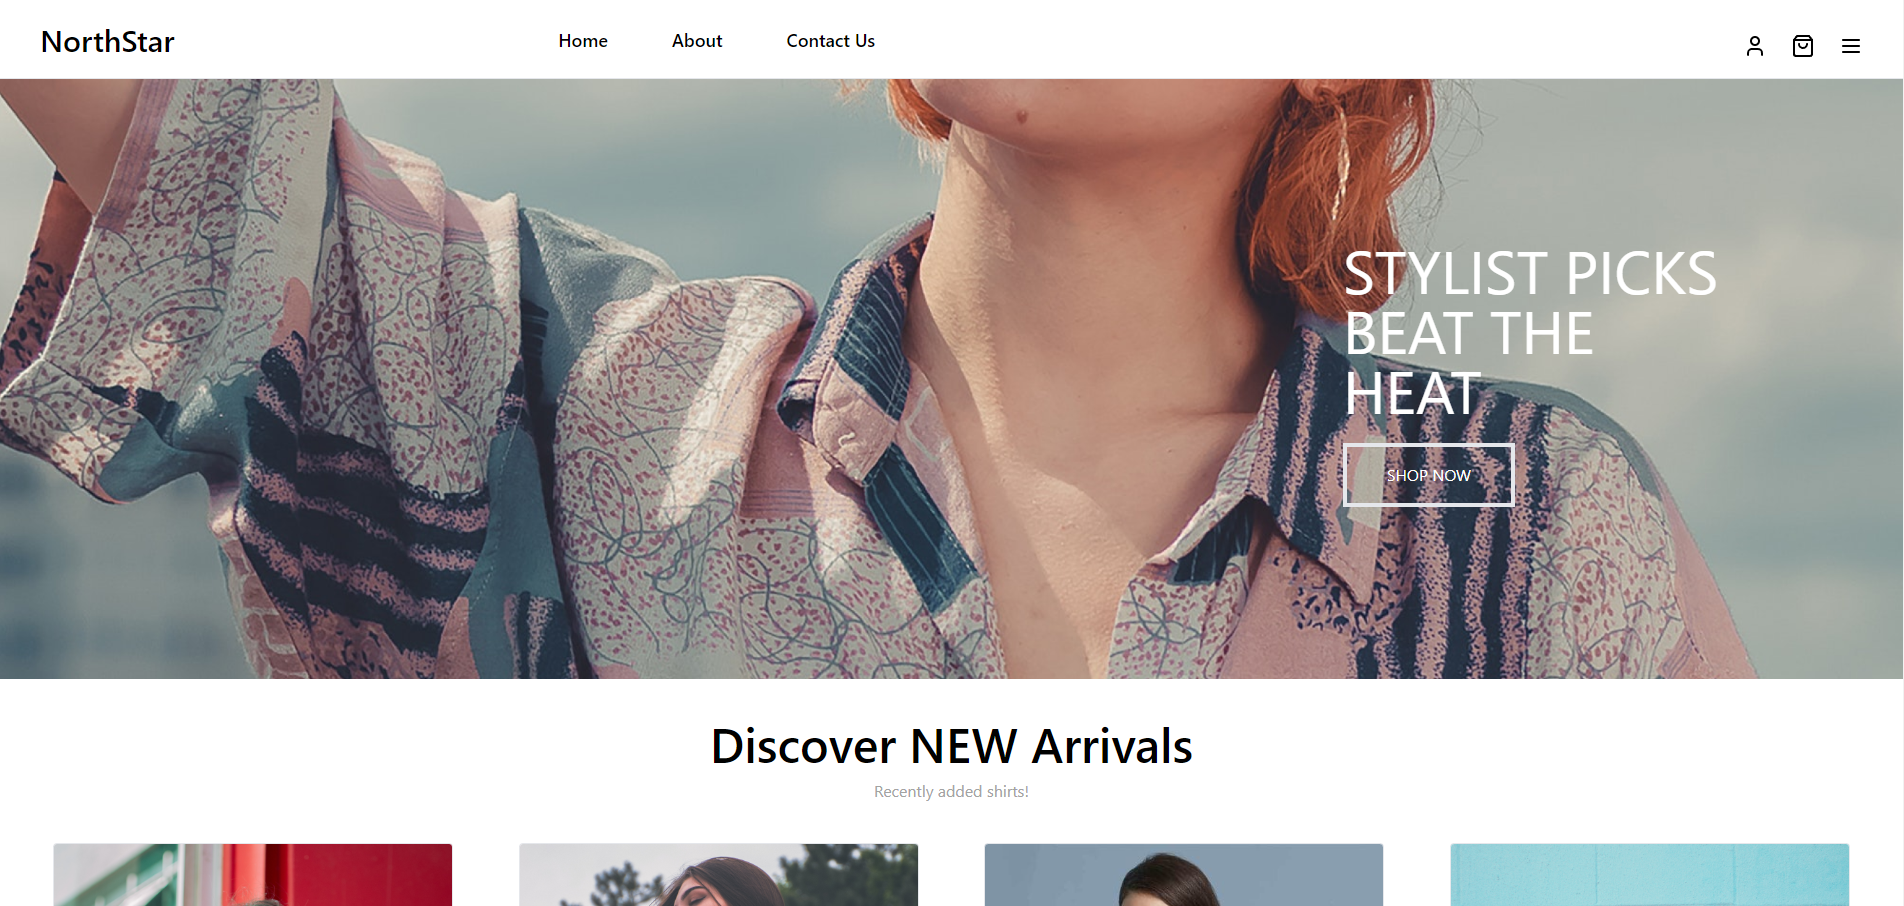 NorthStar
Home
About
Contact Us
STYLIST PICKS
BEAT THE
HEAT
SHOP NOW
Discover NEW Arrivals
Recently added shirts!